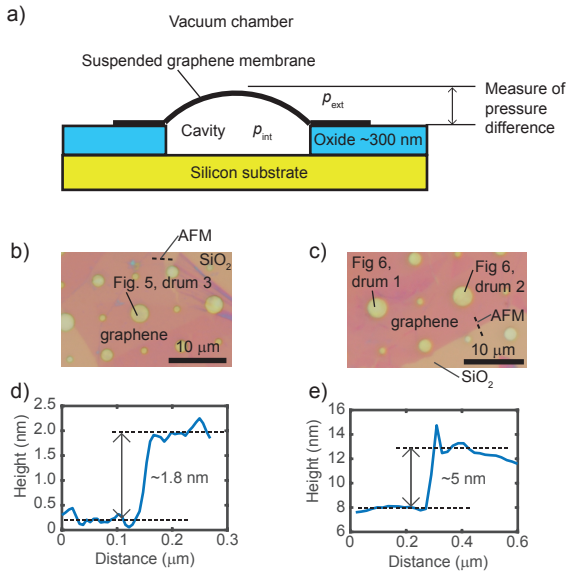 a)
Vacuum chamber
Suspended graphene membrane
pext
Measure of
pressure
difference
Cavity
pint
Oxide ~300 nm
Silicon substrate
b)
AFM
SiO2
Fig. 5, drum 3
graphene
10 μm
c)
Fig 6,
drum 1
Fig 6,
drum 2
graphene
AFM
10 μm
SiO2
d)
Height (nm)
2.0
1.5
1.0
0.5
0
~1.8 nm
0
0.1
0.2
0.3
Distance (μm)
e)
Height (nm)
16
14
12
10
8
6
~5 nm
0
0.2
0.4
0.6
Distance (μm)